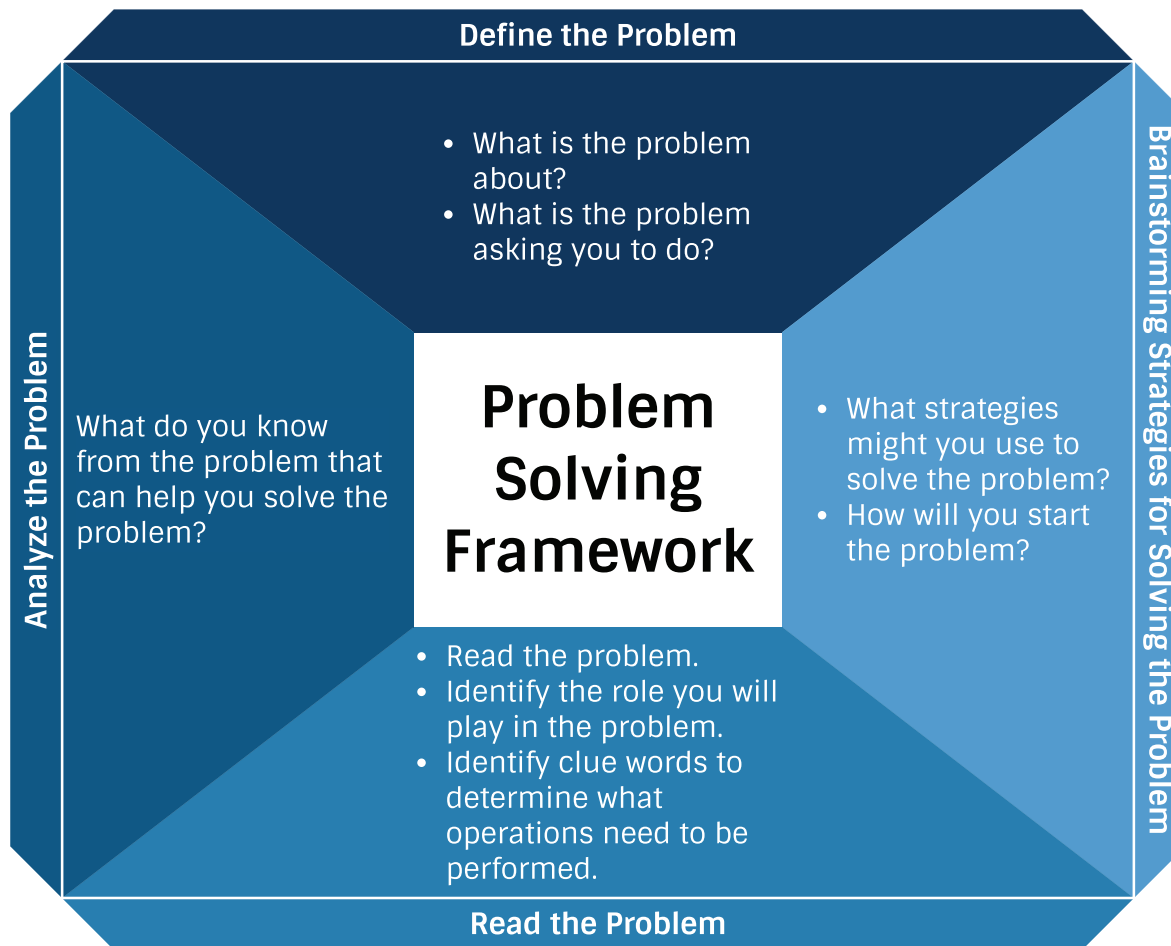 Define the Problem
• What is the problem
about?
• What is the problem
asking you to do?
Analyze the Problem
What do you know
from the problem that
can help you solve the
problem?
Problem
Solving
Framework
• What strategies
might you use to
solve the problem?
• How will you start
the problem?
Brainstorming Strategies for Solving the Problem
• Read the problem.
• Identify the role you will
play in the problem.
• Identify clue words to
determine what
operations need to be
performed.
Read the Problem